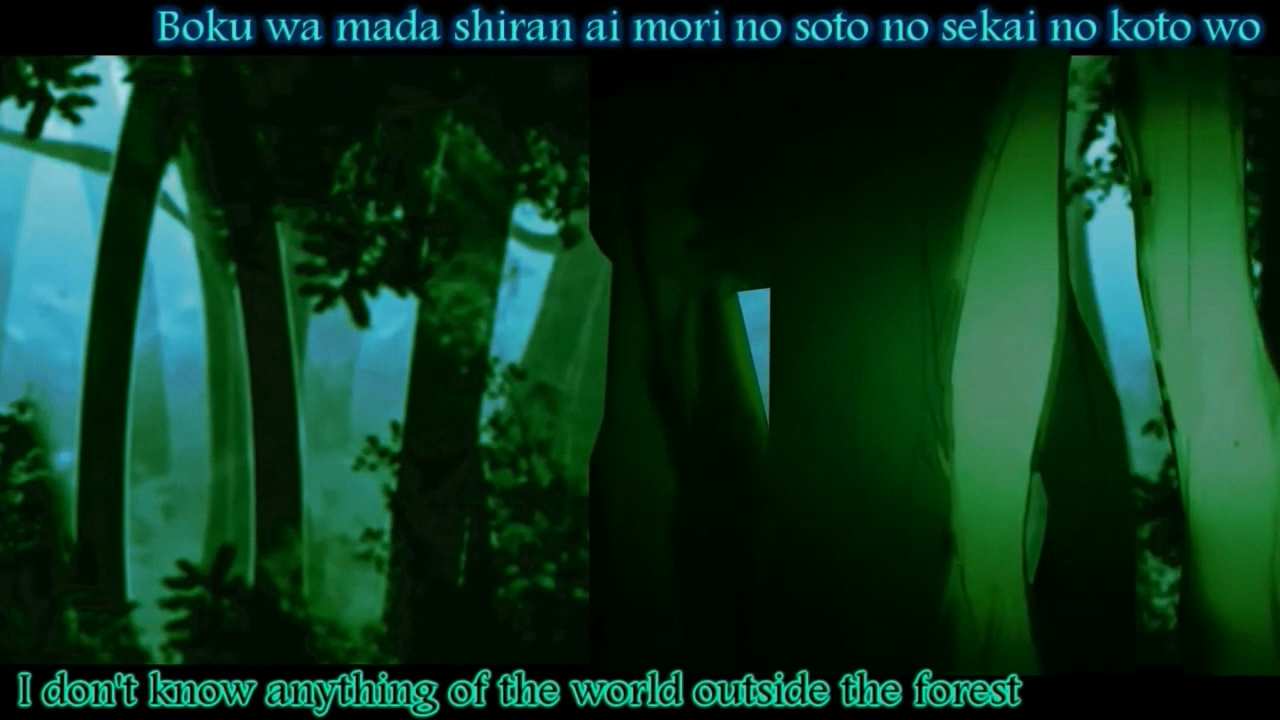 Boku wa mada shiran ai mori no soto no sekai no koto wo
I don't know anything of the world outside the forest